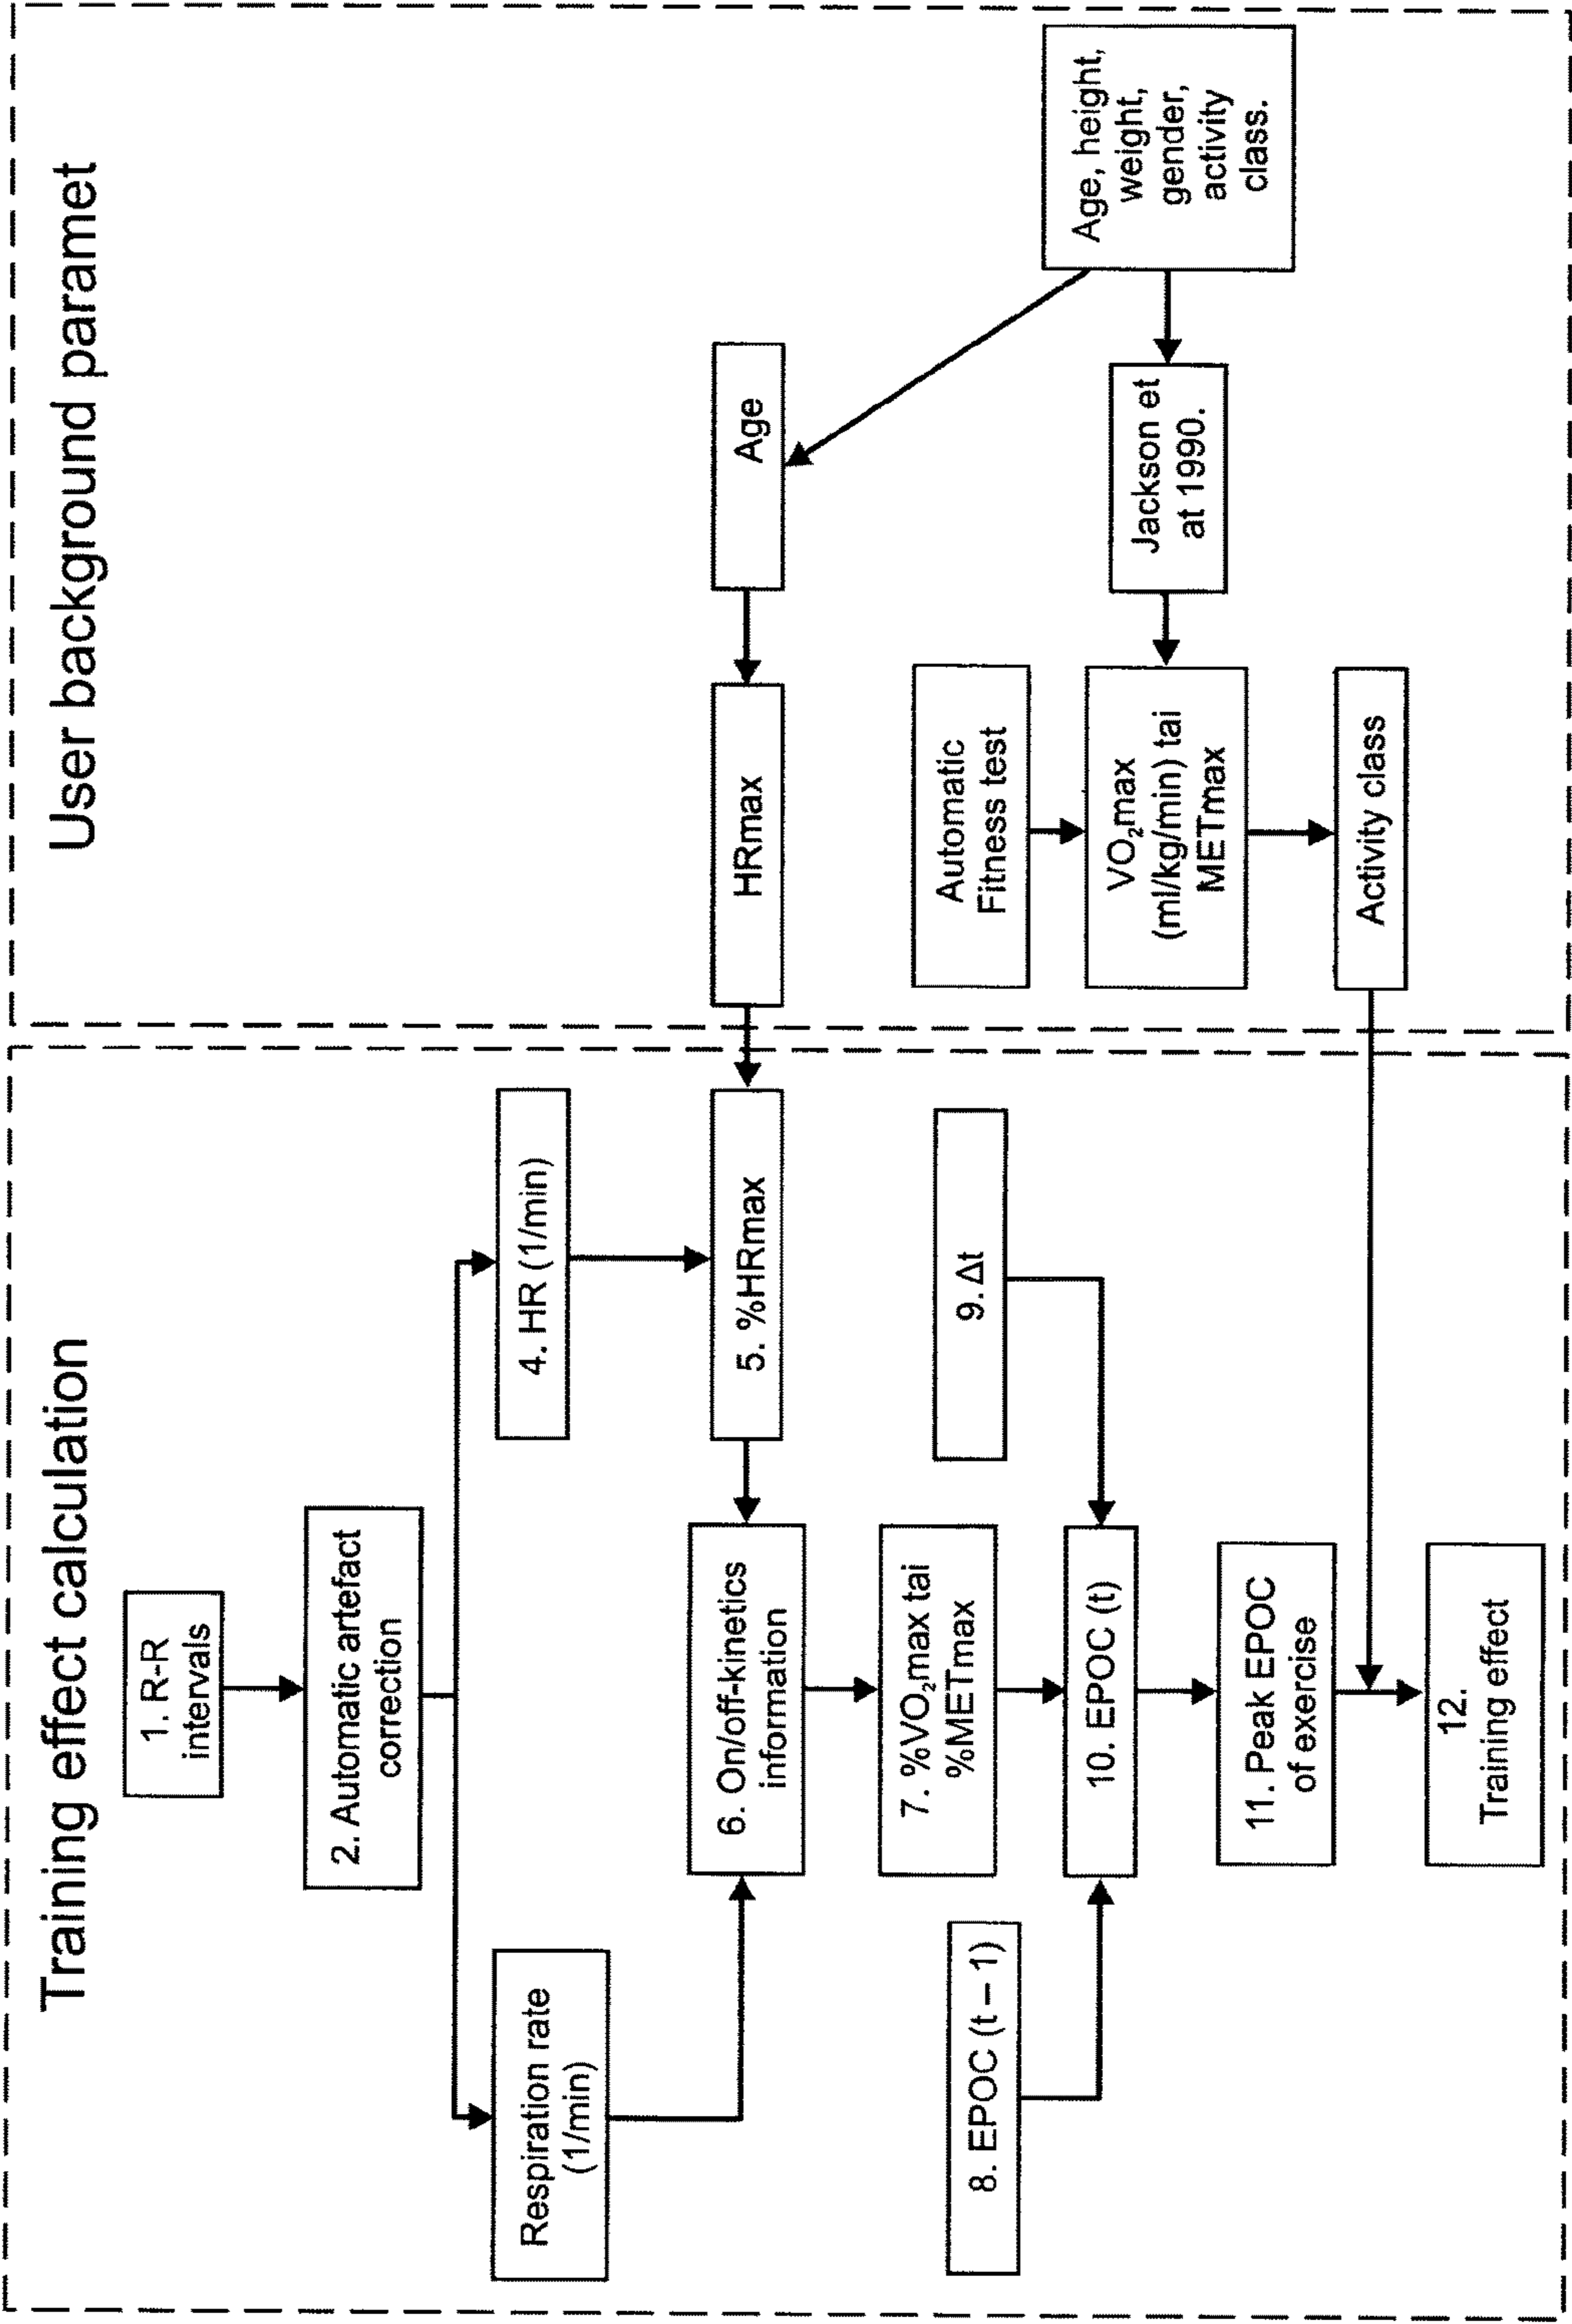 Training effect calculation
1. R-R
intervals
2. Automatic artefact
correction
Respiration rate
(1/min)
4. HR (1/min)
5. %HRmax
6. On/off-kinetics
information
7. %VO₂max tai
%METmax
8. EPOC (t – 1)
9. Δt
10. EPOC (t)
11. Peak EPOC
of exercise
12.
Training effect
User background paramet
HRmax
Age
Automatic
Fitness test
VO₂max
(ml/kg/min) tai
METmax
Jackson et
at 1990.
Age, height,
weight,
gender,
activity
class.
Activity class